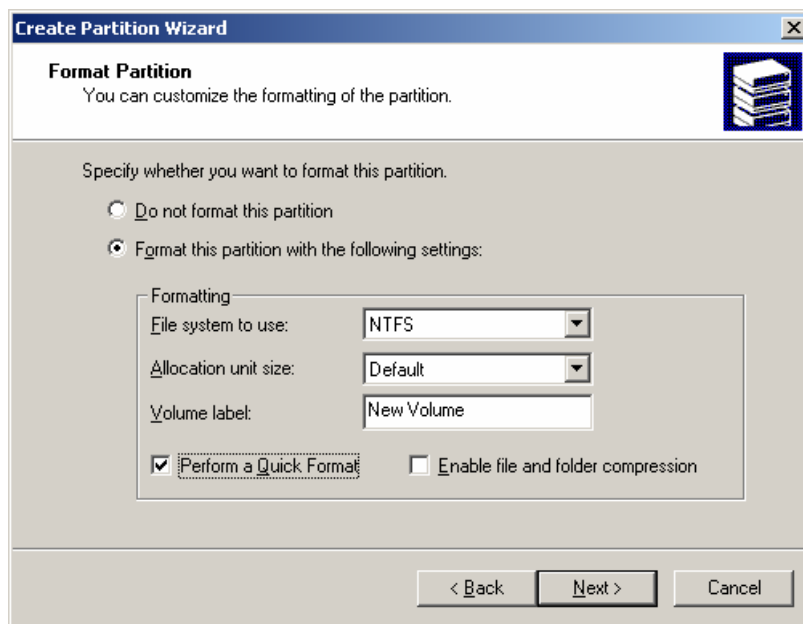 Create Partition Wizard
Format Partition
You can customize the formatting of the partition.
Specify whether you want to format this partition.
Do not format this partition
Format this partition with the following settings:
Formatting
File system to use: NTFS
Allocation unit size: Default
Volume label: New Volume
Perform a Quick Format Enable file and folder compression
< Back Next > Cancel